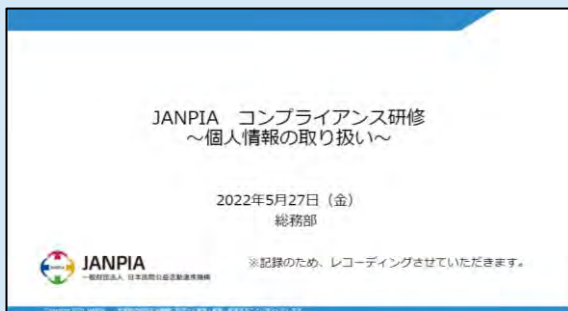 JANPIA コンプライアンス研修
～個人情報の取り扱い～
2022年5月27日（金）
総務部
JANPIA
一般財団法人 日本民間公益活動連携機構
※記録のため、レコーディングさせていただきます。